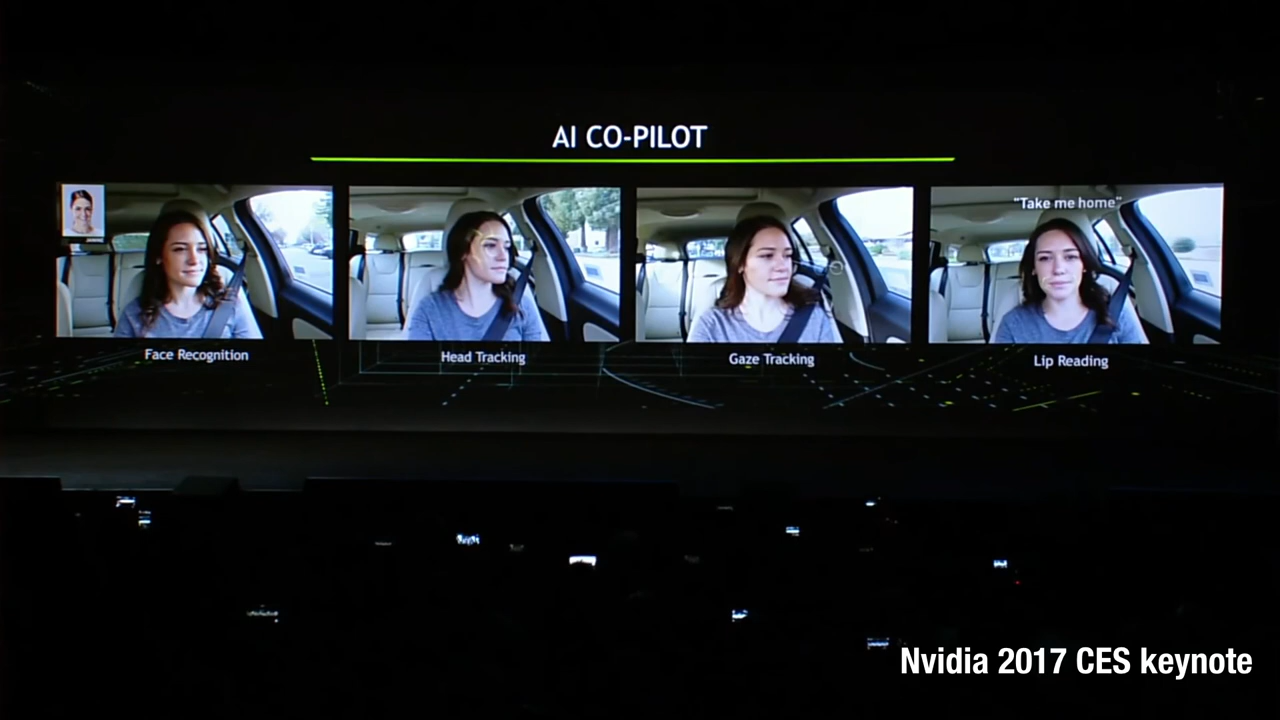 AI CO-PILOT
"Take me home"
Face Recognition
Head Tracking
Gaze Tracking
Lip Reading
Nvidia 2017 CES keynote